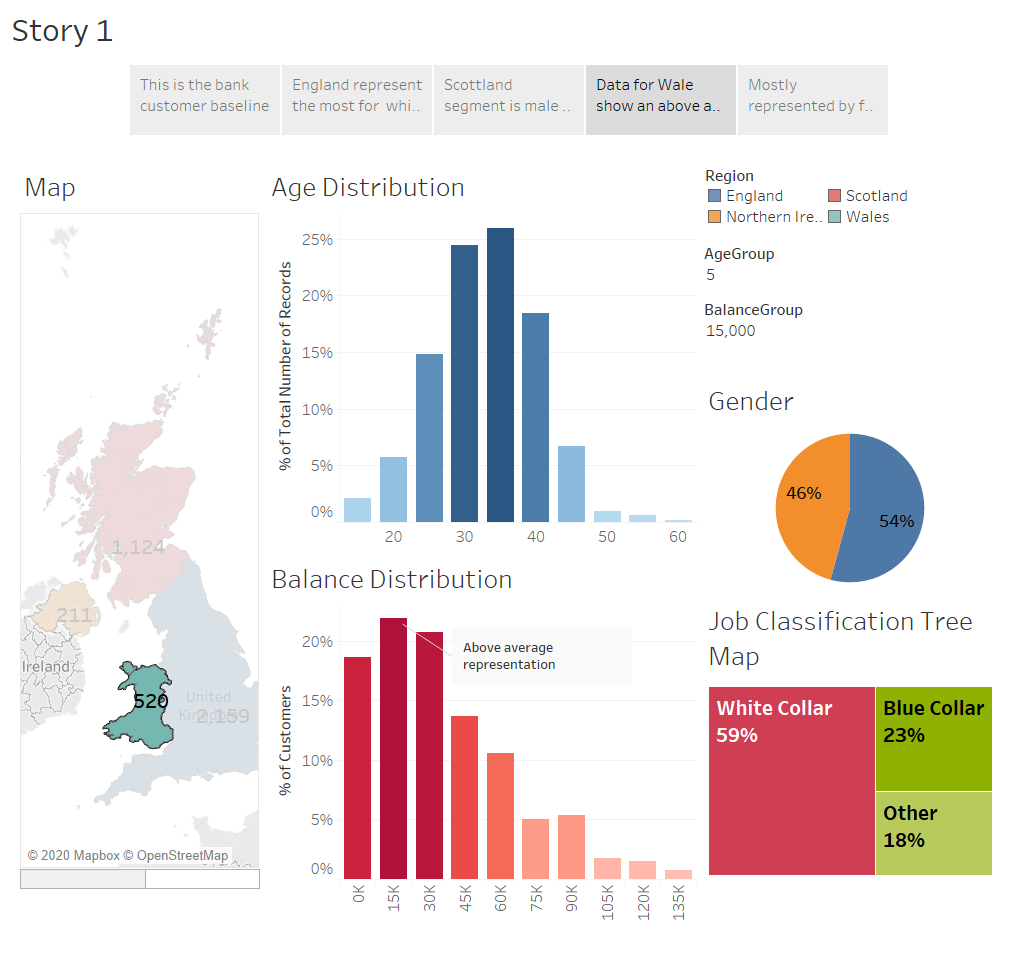 Story 1
This is the bank
customer baseline
England represent
the most for  whi..
Scottland
segment is male ..
Data for Wale
show an above a..
Mostly
represented by f..
Map
1,124
211
Ireland
520
United
Kingdom
2,159
© 2020 Mapbox © OpenStreetMap
Age Distribution
% of Total Number of Records
25%
20%
15%
10%
5%
0%
20
30
40
50
60
Balance Distribution
% of Customers
20%
15%
10%
5%
0%
Above average
representation
0K
15K
30K
45K
60K
75K
90K
105K
120K
135K
Region
England
Scotland
Northern Ire..
Wales
AgeGroup
5
BalanceGroup
15,000
Gender
46%
54%
Job Classification Tree
Map
White Collar
59%
Blue Collar
23%
Other
18%